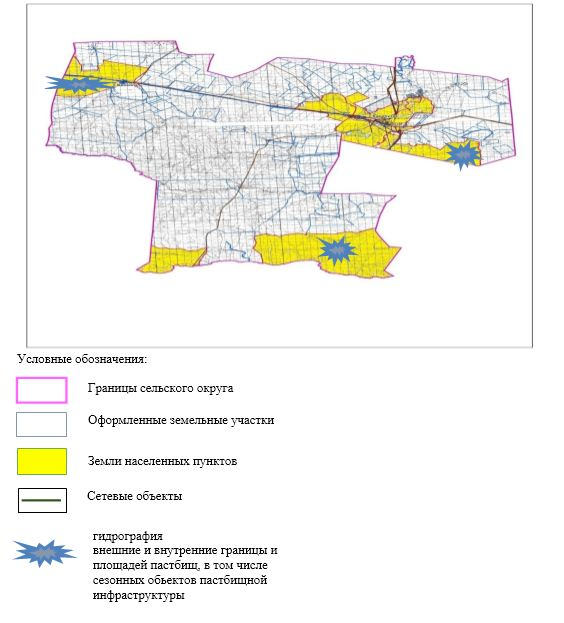 Условные обозначения:
Границы сельского округа
Оформленные земельные участки
Земли населенных пунктов
Сетевые объекты
гидрография
внешние и внутренние границы и
площадей пастбищ, в том числе
сезонных обьектов пастбищной
инфраструктуры